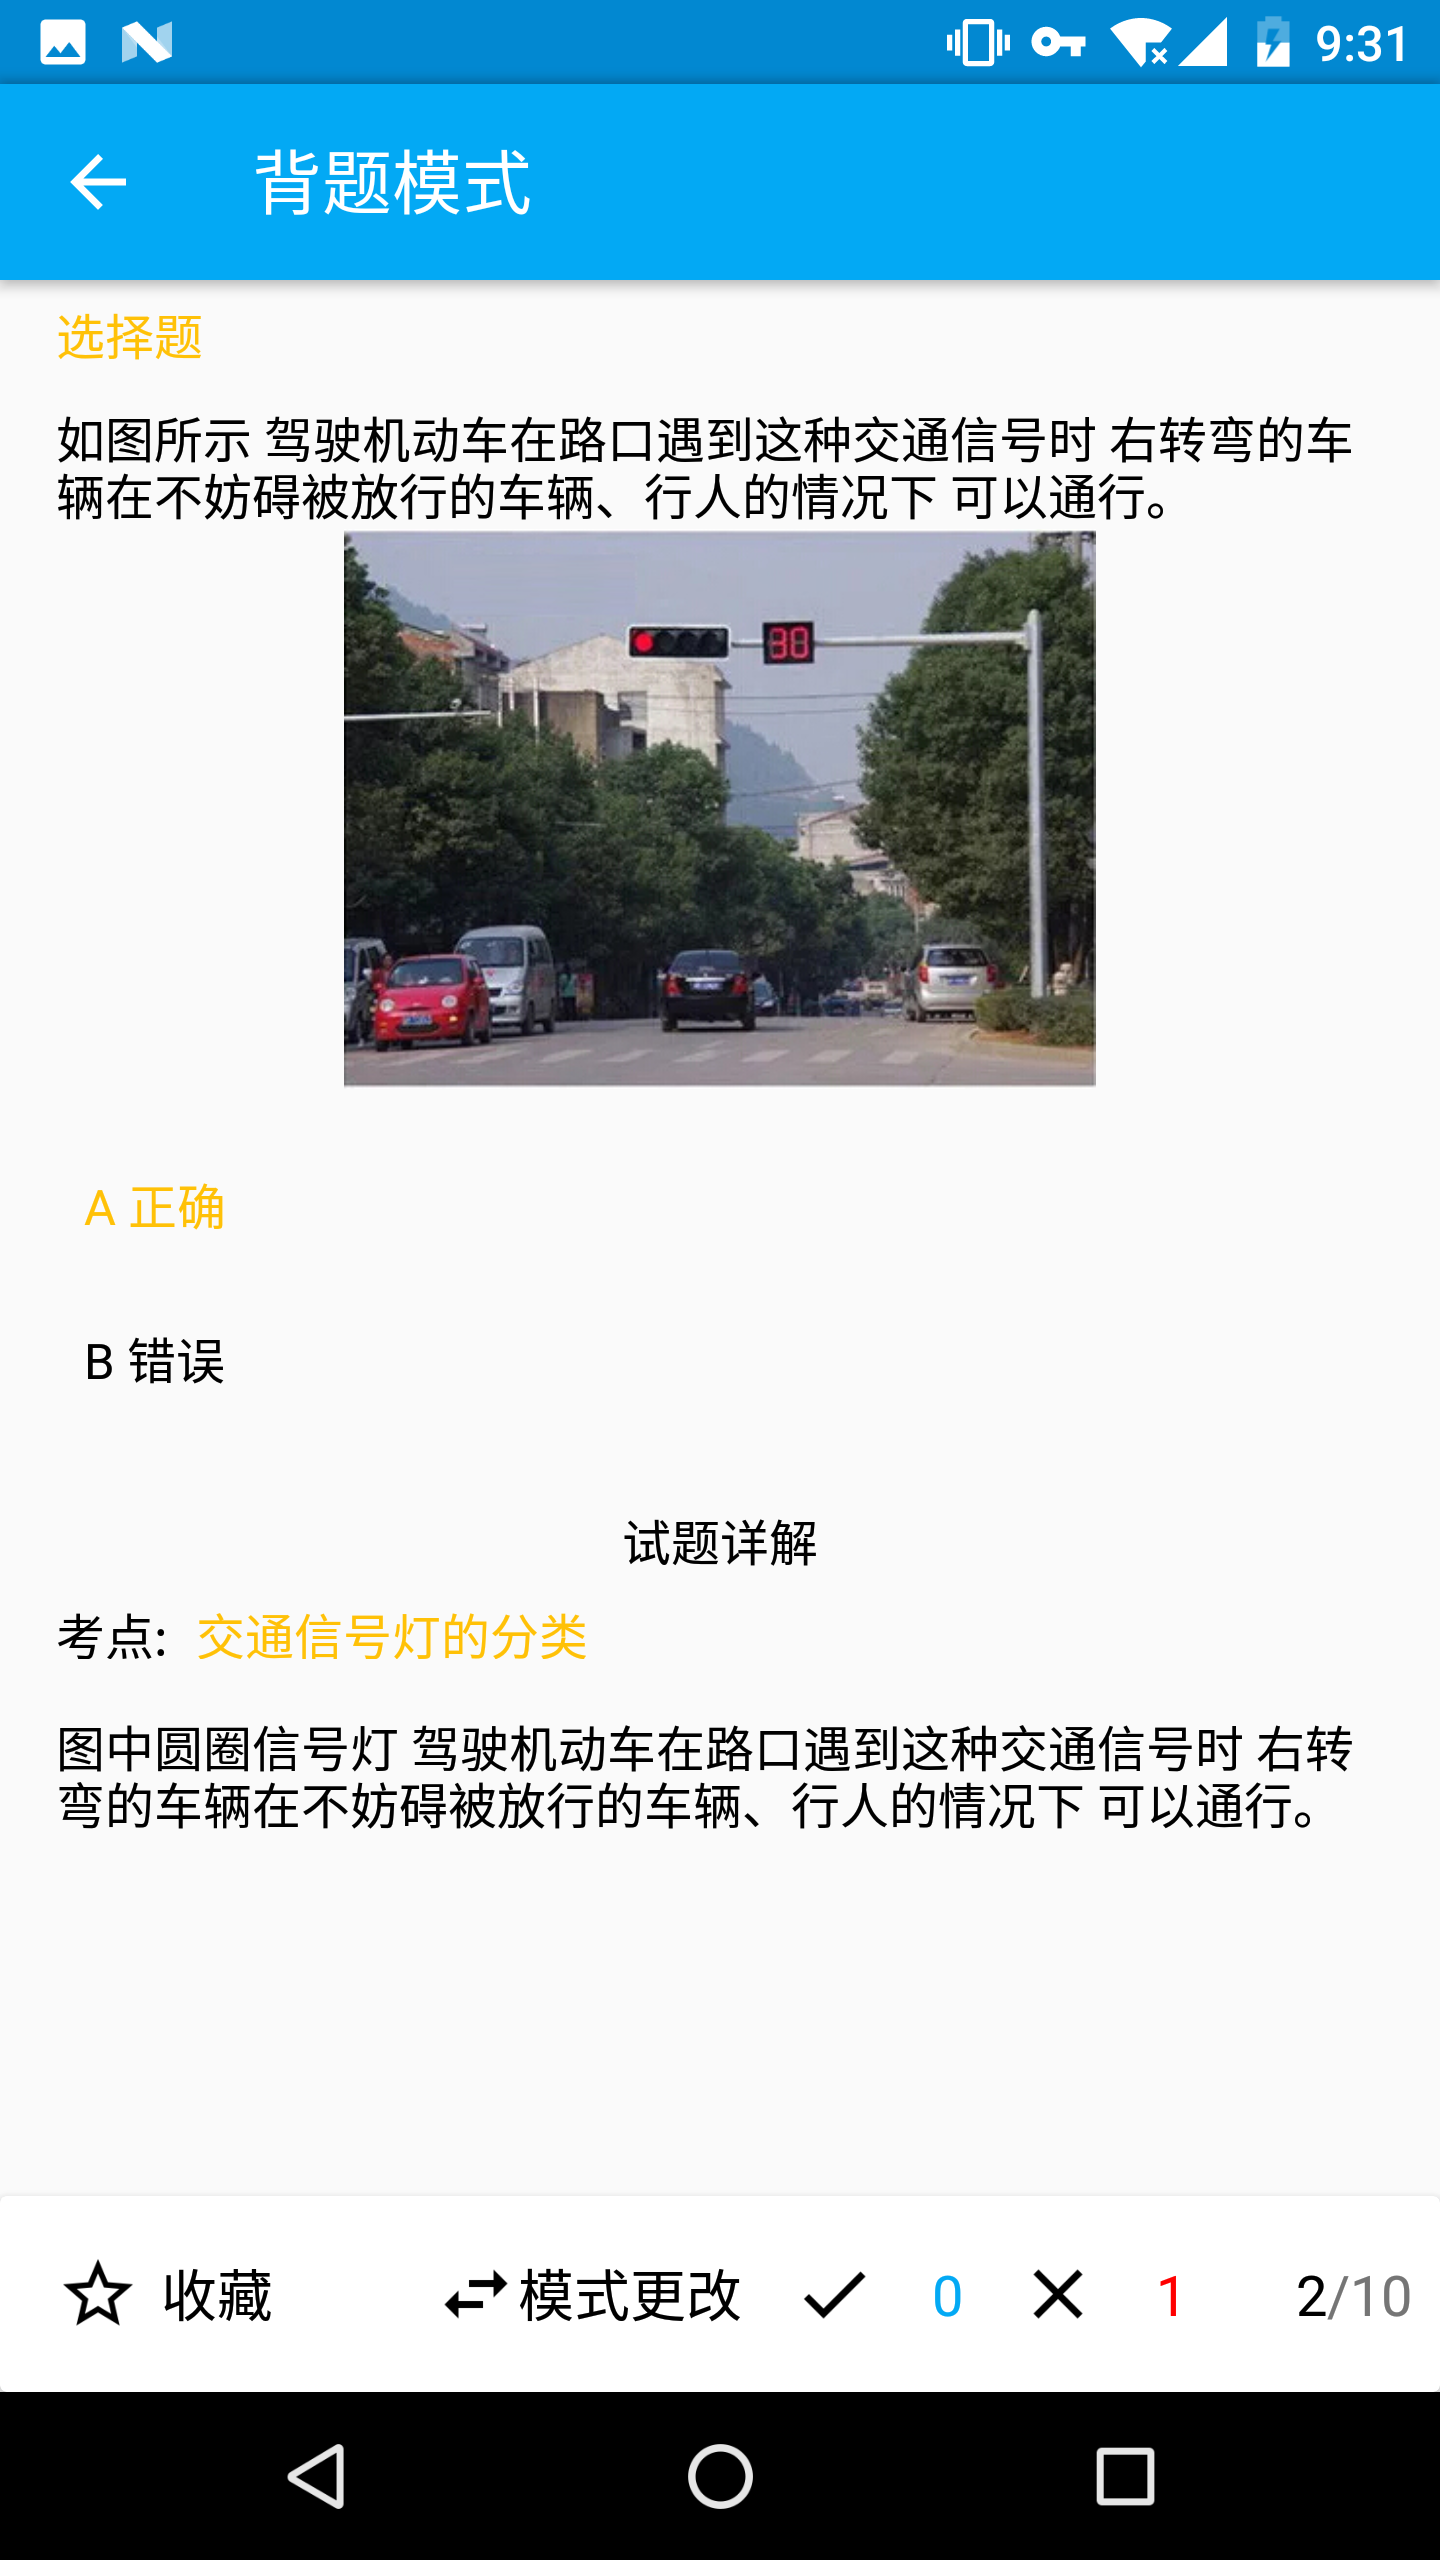 9:31
背题模式
选择题
如图所示 驾驶机动车在路口遇到这种交通信号时 右转弯的车
辆在不妨碍被放行的车辆、行人的情况下 可以通行。
30
A 正确
B 错误
试题详解
考点: 交通信号灯的分类
图中圆圈信号灯 驾驶机动车在路口遇到这种交通信号时 右转
弯的车辆在不妨碍被放行的车辆、行人的情况下 可以通行。
收藏 模式更改 0 1 2/10